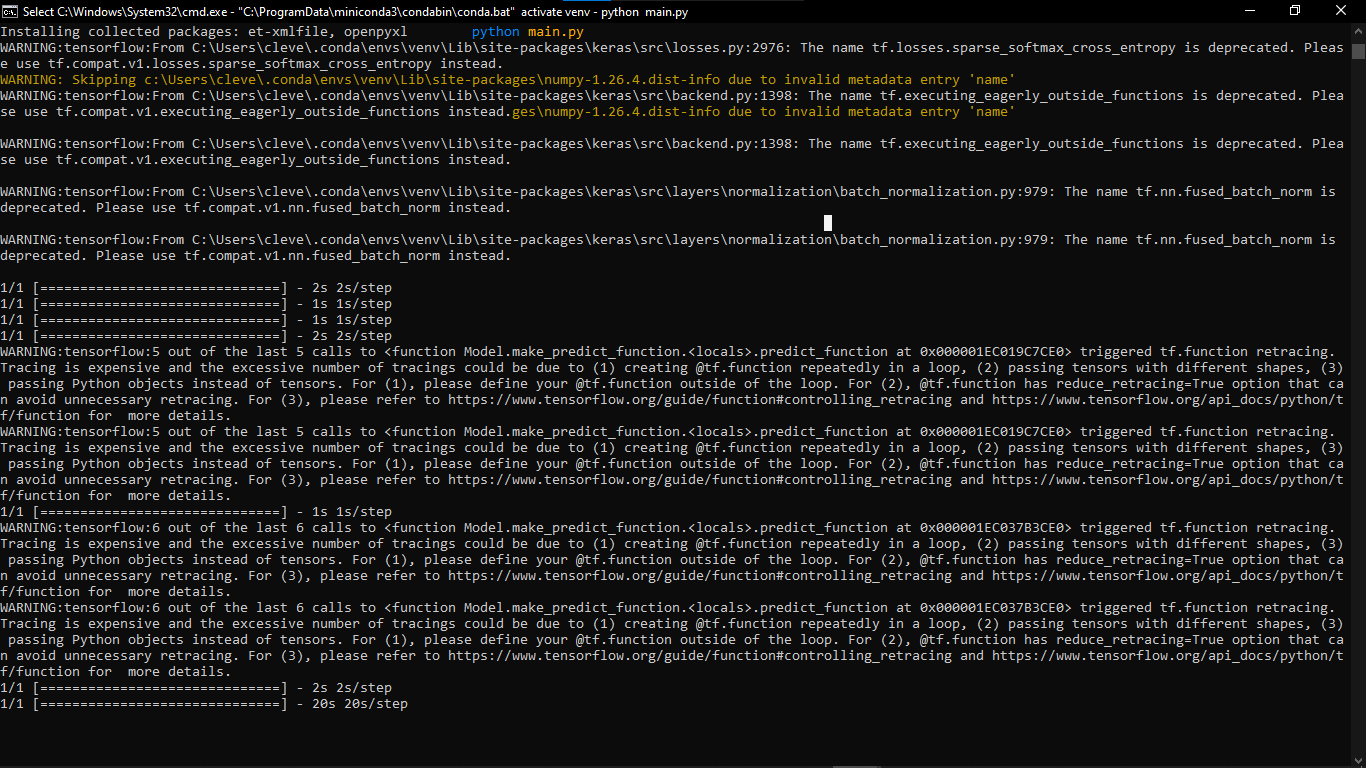 Select C:\Windows\System32\cmd.exe - "C:\ProgramData\miniconda3\condabin\conda.bat"  activate venv - python  main.py
Installing collected packages: et-xmlfile, openpyxl        python main.py
WARNING:tensorflow:From C:\Users\cleve\.conda\envs\venv\Lib\site-packages\keras\src\losses.py:2976: The name tf.losses.sparse_softmax_cross_entropy is deprecated. Pleas
e use tf.compat.v1.losses.sparse_softmax_cross_entropy instead.
WARNING: Skipping c:\Users\cleve\.conda\envs\venv\Lib\site-packages\numpy-1.26.4.dist-info due to invalid metadata entry 'name'
WARNING:tensorflow:From C:\Users\cleve\.conda\envs\venv\Lib\site-packages\keras\src\backend.py:1398: The name tf.executing_eagerly_outside_functions is deprecated. Plea
se use tf.compat.v1.executing_eagerly_outside_functions instead.ges\numpy-1.26.4.dist-info due to invalid metadata entry 'name'
WARNING:tensorflow:From C:\Users\cleve\.conda\envs\venv\Lib\site-packages\keras\src\backend.py:1398: The name tf.executing_eagerly_outside_functions is deprecated. Plea
se use tf.compat.v1.executing_eagerly_outside_functions instead.
WARNING:tensorflow:From C:\Users\cleve\.conda\envs\venv\Lib\site-packages\keras\src\layers\normalization\batch_normalization.py:979: The name tf.nn.fused_batch_norm is
deprecated. Please use tf.compat.v1.nn.fused_batch_norm instead.
WARNING:tensorflow:From C:\Users\cleve\.conda\envs\venv\Lib\site-packages\keras\src\layers\normalization\batch_normalization.py:979: The name tf.nn.fused_batch_norm is
deprecated. Please use tf.compat.v1.nn.fused_batch_norm instead.
1/1 [==============================] - 2s 2s/step
1/1 [==============================] - 1s 1s/step
1/1 [==============================] - 1s 1s/step
1/1 [==============================] - 2s 2s/step
WARNING:tensorflow:5 out of the last 5 calls to <function Model.make_predict_function.<locals>.predict_function at 0x000001EC019C7CE0> triggered tf.function retracing.
Tracing is expensive and the excessive number of tracings could be due to (1) creating @tf.function repeatedly in a loop, (2) passing tensors with different shapes, (3)
 passing Python objects instead of tensors. For (1), please define your @tf.function outside of the loop. For (2), @tf.function has reduce_retracing=True option that ca
n avoid unnecessary retracing. For (3), please refer to https://www.tensorflow.org/guide/function#controlling_retracing and https://www.tensorflow.org/api_docs/python/t
f/function for  more details.
WARNING:tensorflow:5 out of the last 5 calls to <function Model.make_predict_function.<locals>.predict_function at 0x000001EC019C7CE0> triggered tf.function retracing.
Tracing is expensive and the excessive number of tracings could be due to (1) creating @tf.function repeatedly in a loop, (2) passing tensors with different shapes, (3)
 passing Python objects instead of tensors. For (1), please define your @tf.function outside of the loop. For (2), @tf.function has reduce_retracing=True option that ca
n avoid unnecessary retracing. For (3), please refer to https://www.tensorflow.org/guide/function#controlling_retracing and https://www.tensorflow.org/api_docs/python/t
f/function for  more details.
1/1 [==============================] - 1s 1s/step
WARNING:tensorflow:6 out of the last 6 calls to <function Model.make_predict_function.<locals>.predict_function at 0x000001EC037B3CE0> triggered tf.function retracing.
Tracing is expensive and the excessive number of tracings could be due to (1) creating @tf.function repeatedly in a loop, (2) passing tensors with different shapes, (3)
 passing Python objects instead of tensors. For (1), please define your @tf.function outside of the loop. For (2), @tf.function has reduce_retracing=True option that ca
n avoid unnecessary retracing. For (3), please refer to https://www.tensorflow.org/guide/function#controlling_retracing and https://www.tensorflow.org/api_docs/python/t
f/function for  more details.
WARNING:tensorflow:6 out of the last 6 calls to <function Model.make_predict_function.<locals>.predict_function at 0x000001EC037B3CE0> triggered tf.function retracing.
Tracing is expensive and the excessive number of tracings could be due to (1) creating @tf.function repeatedly in a loop, (2) passing tensors with different shapes, (3)
 passing Python objects instead of tensors. For (1), please define your @tf.function outside of the loop. For (2), @tf.function has reduce_retracing=True option that ca
n avoid unnecessary retracing. For (3), please refer to https://www.tensorflow.org/guide/function#controlling_retracing and https://www.tensorflow.org/api_docs/python/t
f/function for  more details.
1/1 [==============================] - 2s 2s/step
1/1 [==============================] - 20s 20s/step